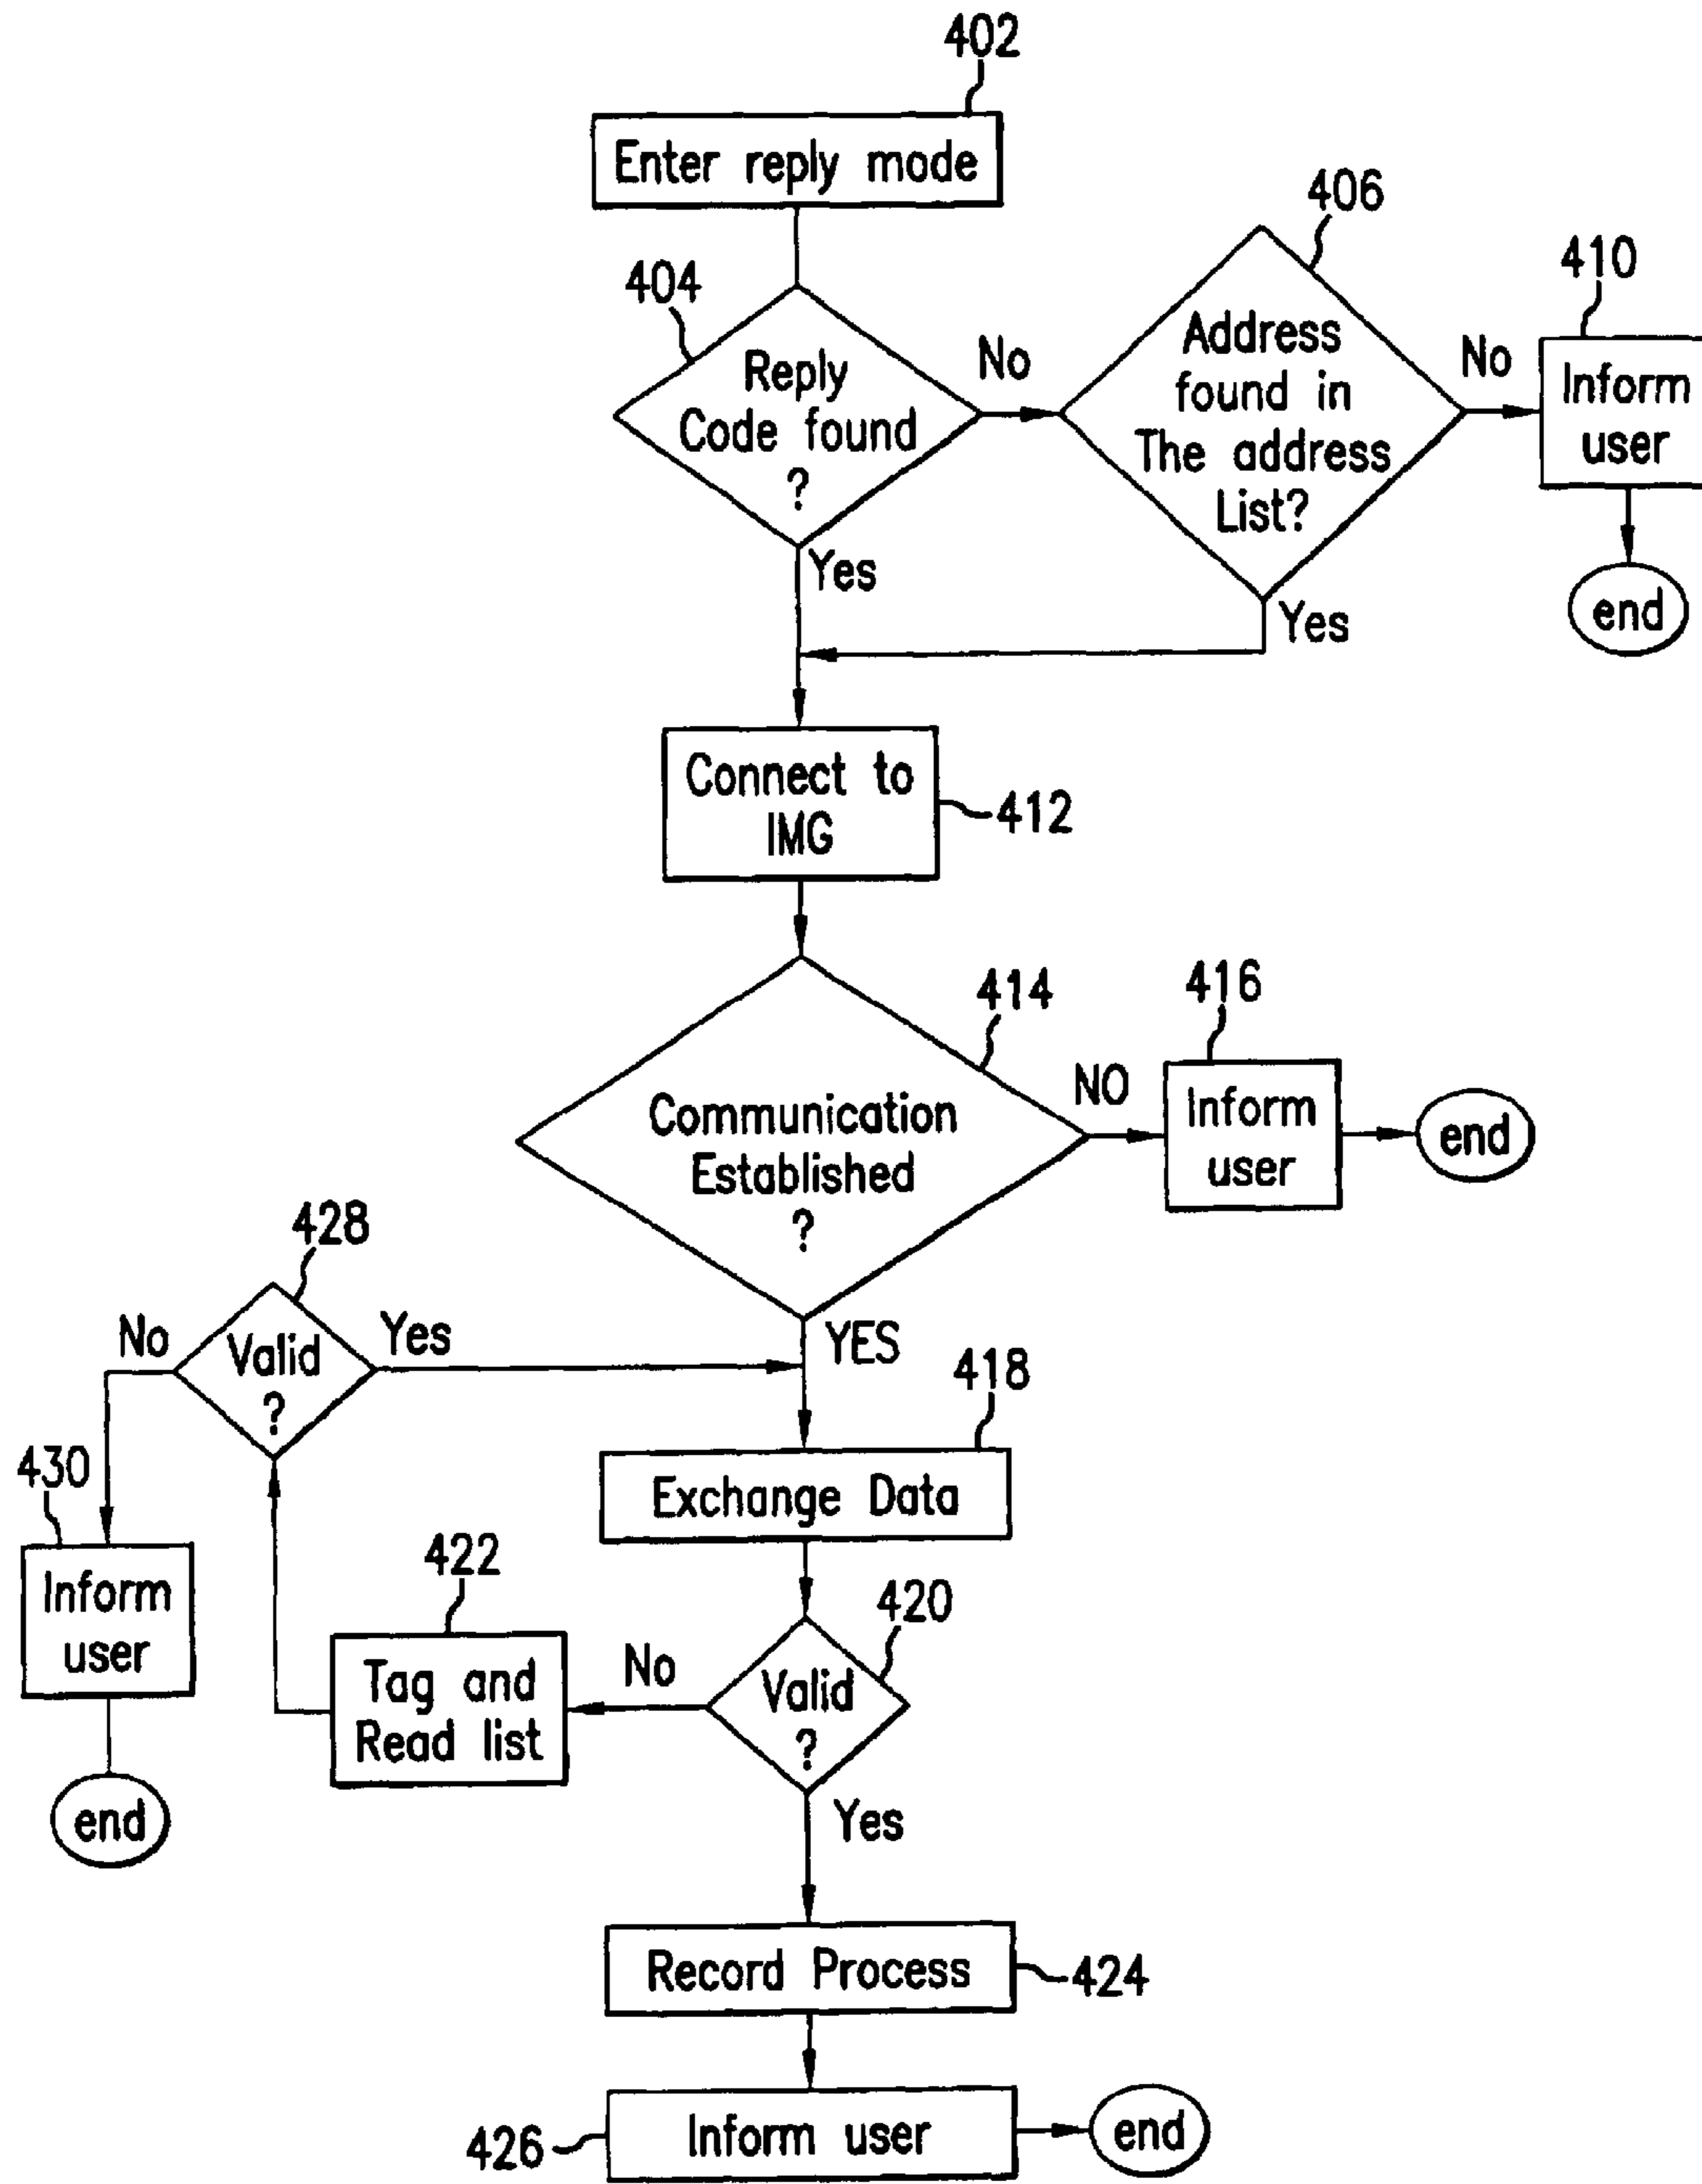 402
Enter reply mode
406
410
404
Reply
Code found
?
No
Address
found in
The address
List?
No
Inform
user
Yes
Yes
end
Connect to
IMG
412
414
416
Communication
Established
?
NO
Inform
user
end
428
No
Valid
?
Yes
YES
418
430
Exchange Data
Inform
user
422
420
Tag and
Read list
No
Valid
?
end
Yes
Record Process
424
426
Inform user
end